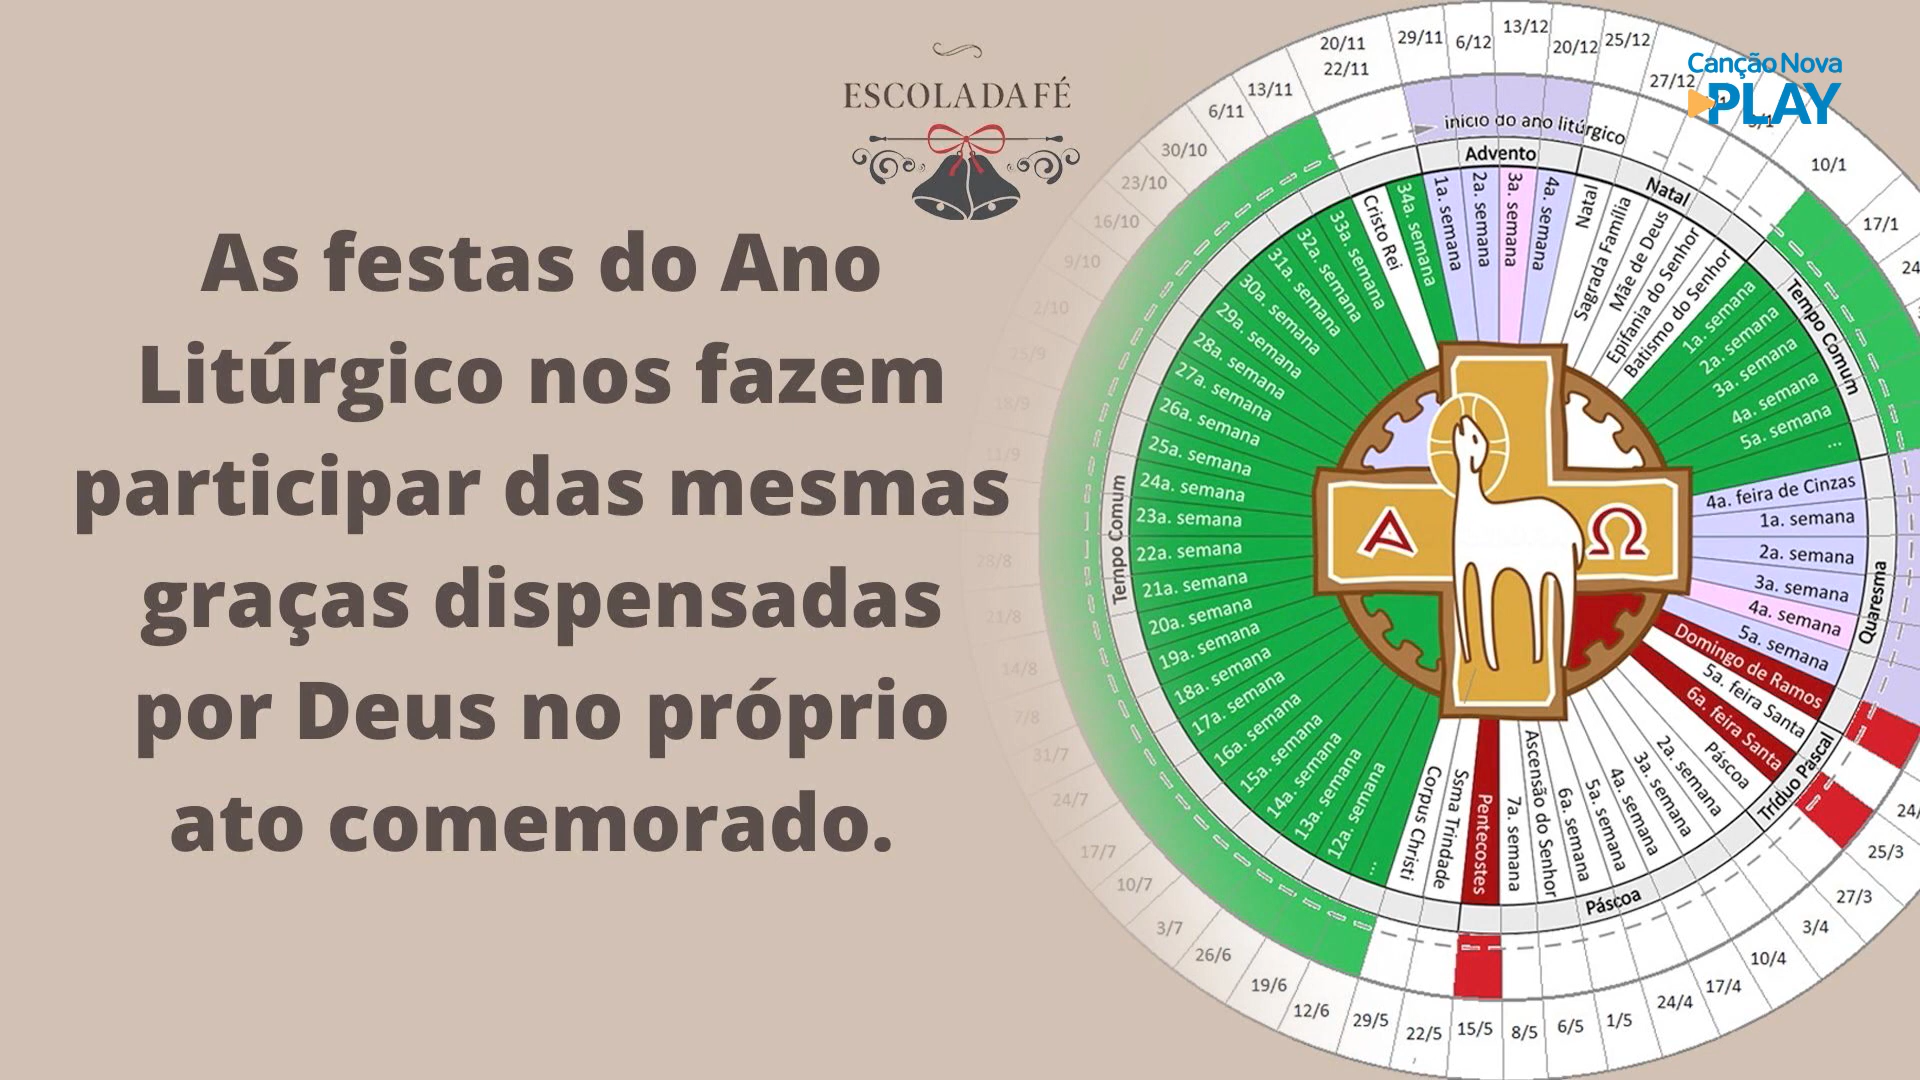 ESCOLADAFÉ
As festas do Ano
Litúrgico nos fazem
participar das mesmas
graças dispensadas
por Deus no próprio
ato comemorado.
Canção Nova
PLAY
20/11
22/11
29/11
6/12
13/12
20/12
25/12
27/12
10/1
17/1
25/3
27/3
3/4
10/4
17/4
24/4
1/5
6/5
8/5
15/5
22/5
29/5
12/6
19/6
26/6
3/7
10/7
17/7
24/7
31/7
7/8
14/8
21/8
28/8
11/9
18/9
25/9
2/10
9/10
16/10
23/10
30/10
6/11
13/11
início do ano litúrgico
Advento
1a. semana
2a. semana
3a. semana
4a. semana
Natal
Natal
Sagrada Família
Mãe de Deus
Epifania do Senhor
Batismo do Senhor
Tempo Comum
1a. semana
2a. semana
3a. semana
4a. semana
5a. semana
...
Quaresma
4a. feira de Cinzas
1a. semana
2a. semana
3a. semana
4a. semana
5a. semana
Domingo de Ramos
5a. feira Santa
6a. feira Santa
Tríduo Pascal
Páscoa
2a. semana
3a. semana
4a. semana
5a. semana
6a. semana
Ascensão do Senhor
7a. semana
Pentecostes
Páscoa
Ssma Trindade
Corpus Christi
...
12a. semana
13a. semana
14a. semana
15a. semana
16a. semana
17a. semana
18a. semana
19a. semana
20a. semana
21a. semana
22a. semana
23a. semana
24a. semana
25a. semana
26a. semana
27a. semana
28a. semana
29a. semana
30a. semana
31a. semana
32a. semana
33a. semana
Cristo Rei
34a. semana
Tempo Comum
Α
Ω